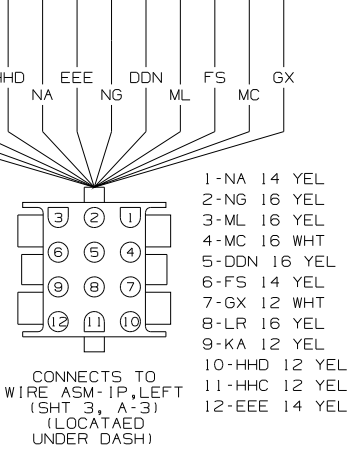 HHD EEE DDN FS GX
NA NG ML MC
3 2 1
6 5 4
9 8 7
12 11 10
1-NA 14 YEL
2-NG 16 YEL
3-ML 16 YEL
4-MC 16 WHT
5-DDN 16 YEL
6-FS 14 YEL
7-GX 12 WHT
8-LR 16 YEL
9-KA 12 YEL
10-HHD 12 YEL
11-HHC 12 YEL
12-EEE 14 YEL
CONNECTS TO
WIRE ASM-IP,LEFT
(SHT 3, A-3)
(LOCATAED
UNDER DASH)